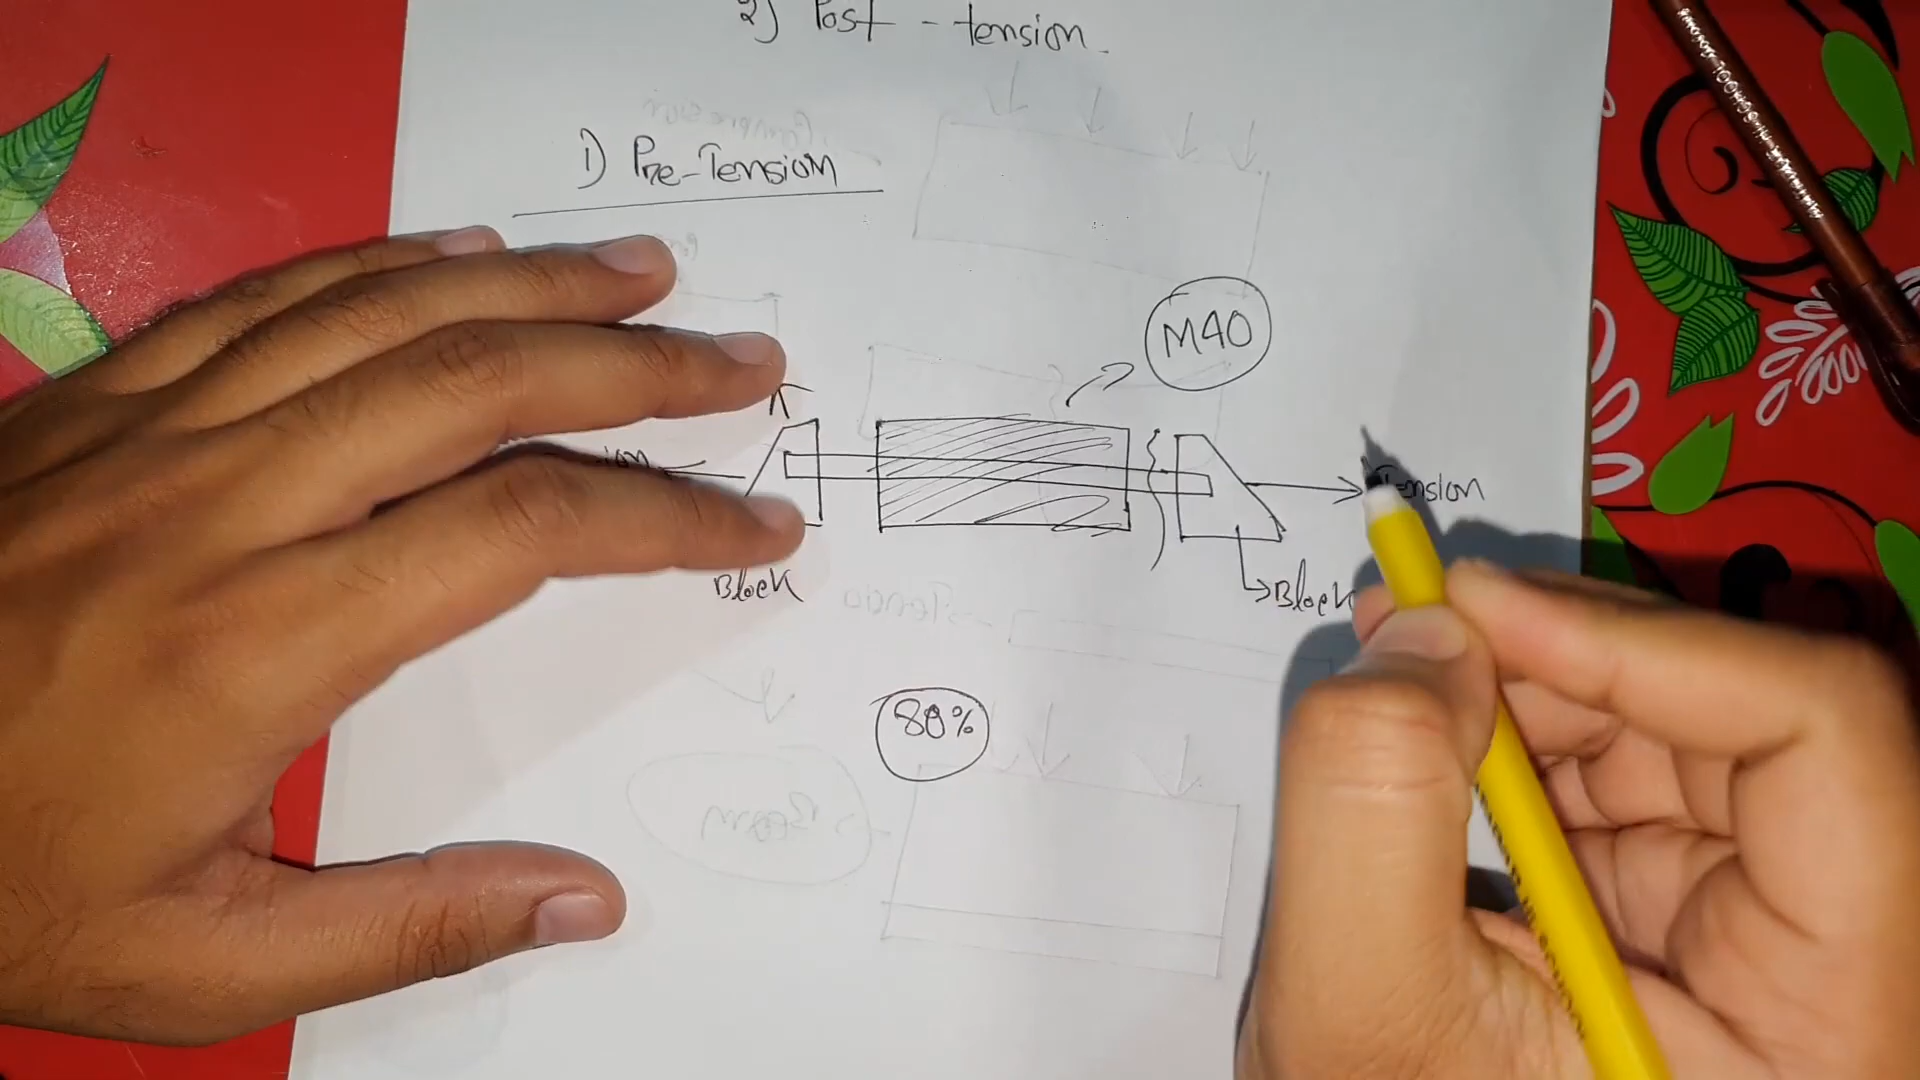 2) Post - tension
1) Pre-Tension
M40
Tension
Block
Block
80%